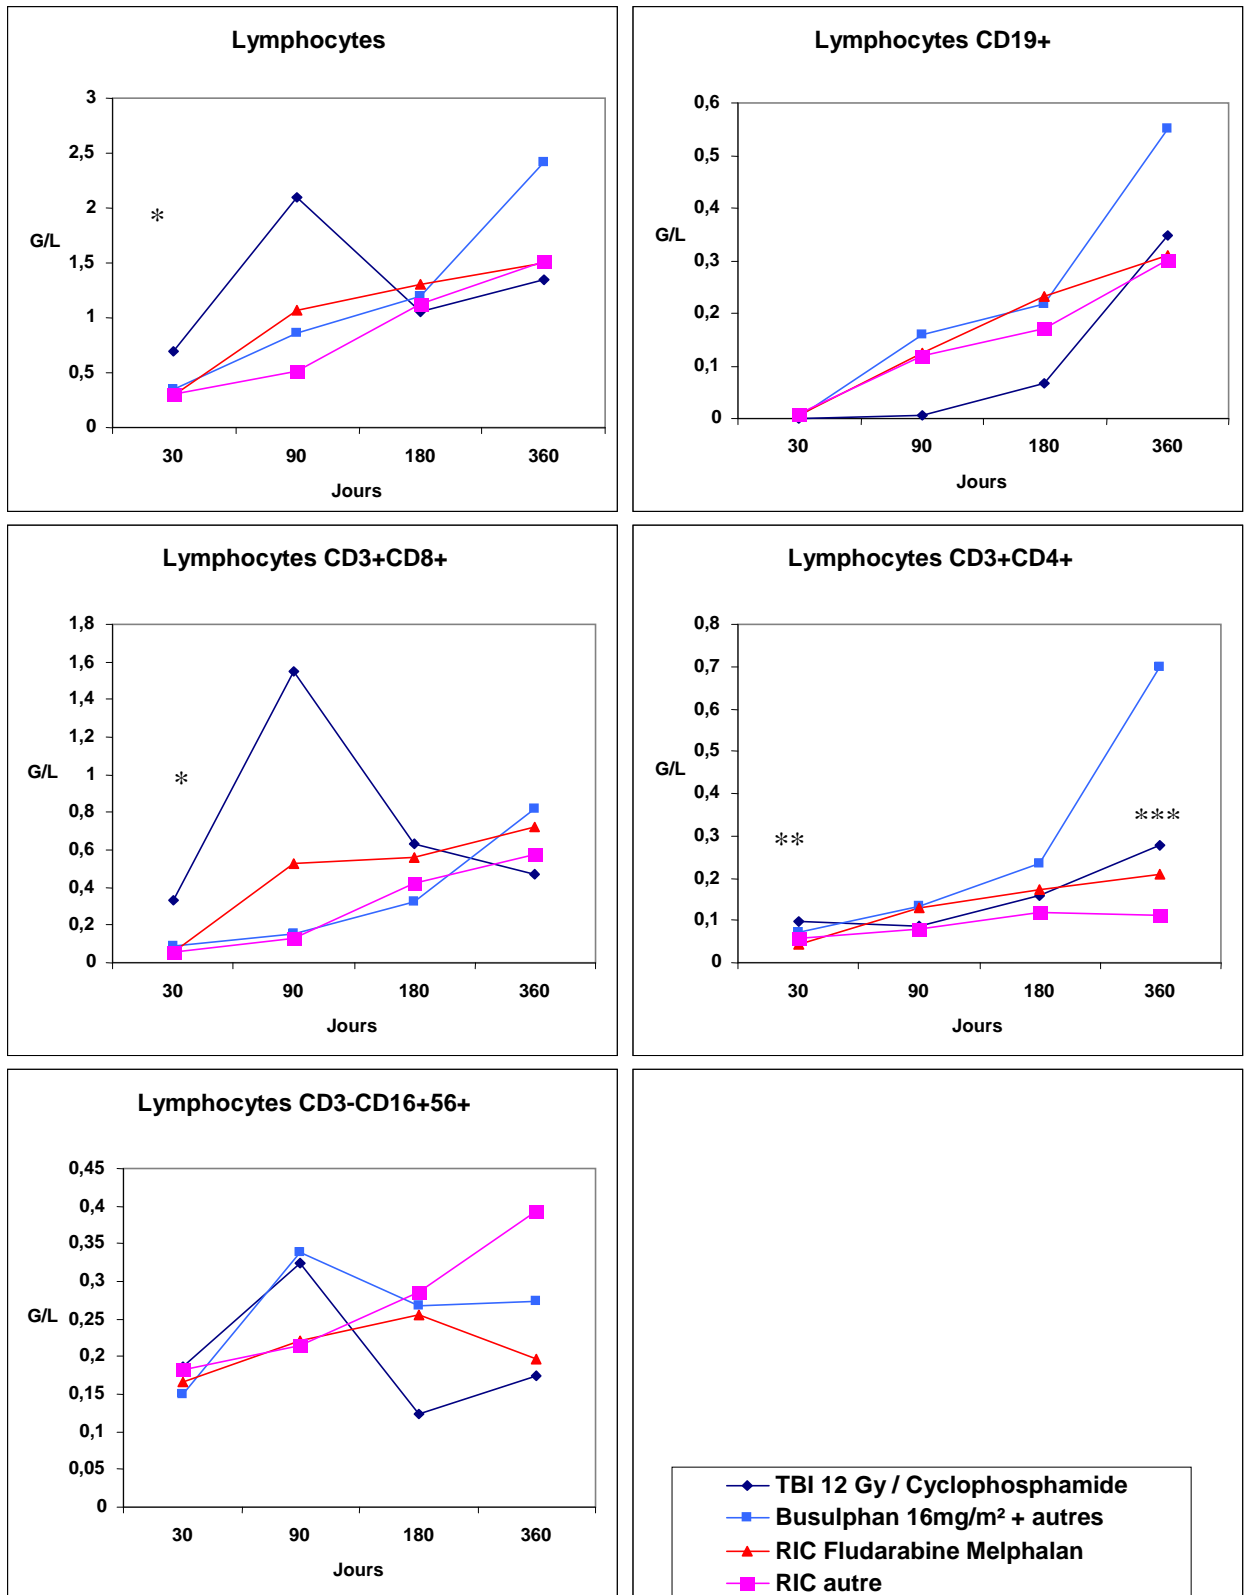 Lymphocytes
3
2,5
2
1,5
1
0,5
0
G/L
*
30 90 180 360
Jours
Lymphocytes CD19+
0,6
0,5
0,4
0,3
0,2
0,1
0
G/L
30 90 180 360
Jours
Lymphocytes CD3+CD8+
1,8
1,6
1,4
1,2
1
0,8
0,6
0,4
0,2
0
G/L
*
30 90 180 360
Jours
Lymphocytes CD3+CD4+
0,8
0,7
0,6
0,5
0,4
0,3
0,2
0,1
0
G/L
**
***
30 90 180 360
Jours
Lymphocytes CD3-CD16+56+
0,45
0,4
0,35
0,3
0,25
0,2
0,15
0,1
0,05
0
G/L
30 90 180 360
Jours
TBI 12 Gy / Cyclophosphamide
Busulphan 16mg/m² + autres
RIC Fludarabine Melphalan
RIC autre